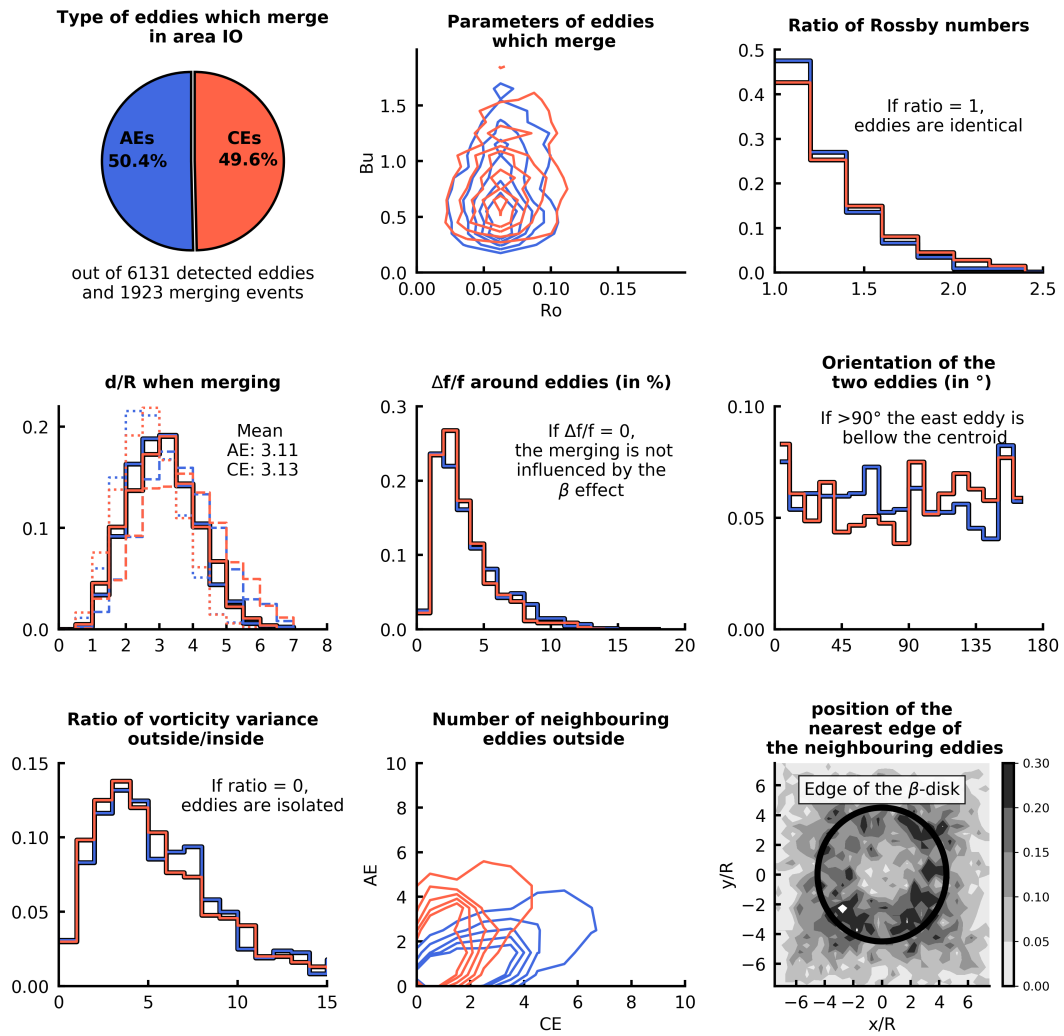 Type of eddies which merge
in area IO
AEs
50.4%
CEs
49.6%
out of 6131 detected eddies
and 1923 merging events
Parameters of eddies
which merge
Bu
1.5
1.0
0.5
0.0
0.00
0.05
0.10
0.15
Ro
Ratio of Rossby numbers
If ratio = 1,
eddies are identical
0.5
0.4
0.3
0.2
0.1
0.0
1.0
1.5
2.0
2.5
d/R when merging
Mean
AE: 3.11
CE: 3.13
0.2
0.1
0.0
0 1 2 3 4 5 6 7 8
Δf/f around eddies (in %)
If Δf/f = 0,
the merging is not
influenced by the
β effect
0.3
0.2
0.1
0.0
0 5 10 15 20
Orientation of the
two eddies (in °)
If >90° the east eddy is
bellow the centroid
0.10
0.05
0.00
0 45 90 135 180
Ratio of vorticity variance
outside/inside
If ratio = 0,
eddies are isolated
0.15
0.10
0.05
0.00
0 5 10 15
Number of neighbouring
eddies outside
AE
10
8
6
4
2
0
0 2 4 6 8 10
CE
position of the
nearest edge of
the neighbouring eddies
Edge of the β-disk
y/R
6
4
2
0
−2
−4
−6
−6 −4 −2 0 2 4 6
x/R
0.30
0.20
0.15
0.10
0.05
0.00